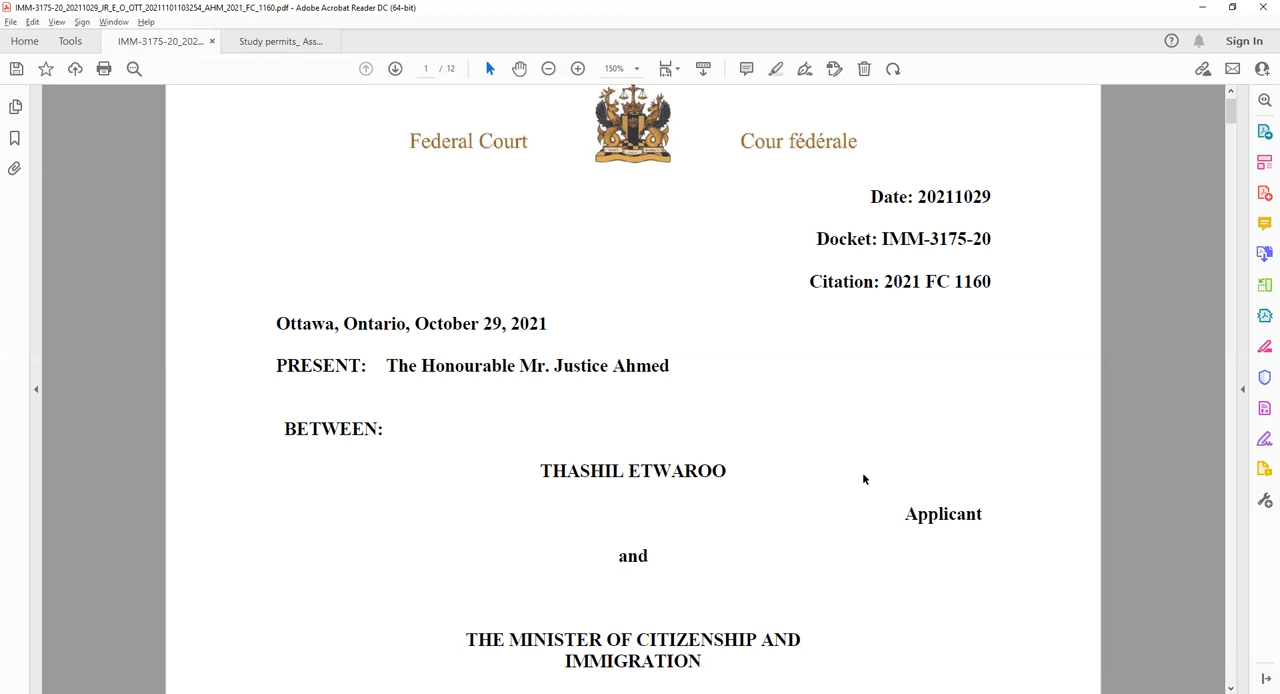 IMM-3175-20_20211029_JR_E_O_OTT_20211101103254_AHM_2021_FC_1160.pdf - Adobe Acrobat Reader DC (64-bit)
File Edit View Sign Window Help
Home Tools IMM-3175-20_202... × Study permits_ Ass... Sign In
1 / 12 150%
Federal Court Cour fédérale
Date: 20211029
Docket: IMM-3175-20
Citation: 2021 FC 1160
Ottawa, Ontario, October 29, 2021
PRESENT: The Honourable Mr. Justice Ahmed
BETWEEN:
THASHIL ETWAROO
Applicant
and
THE MINISTER OF CITIZENSHIP AND
IMMIGRATION